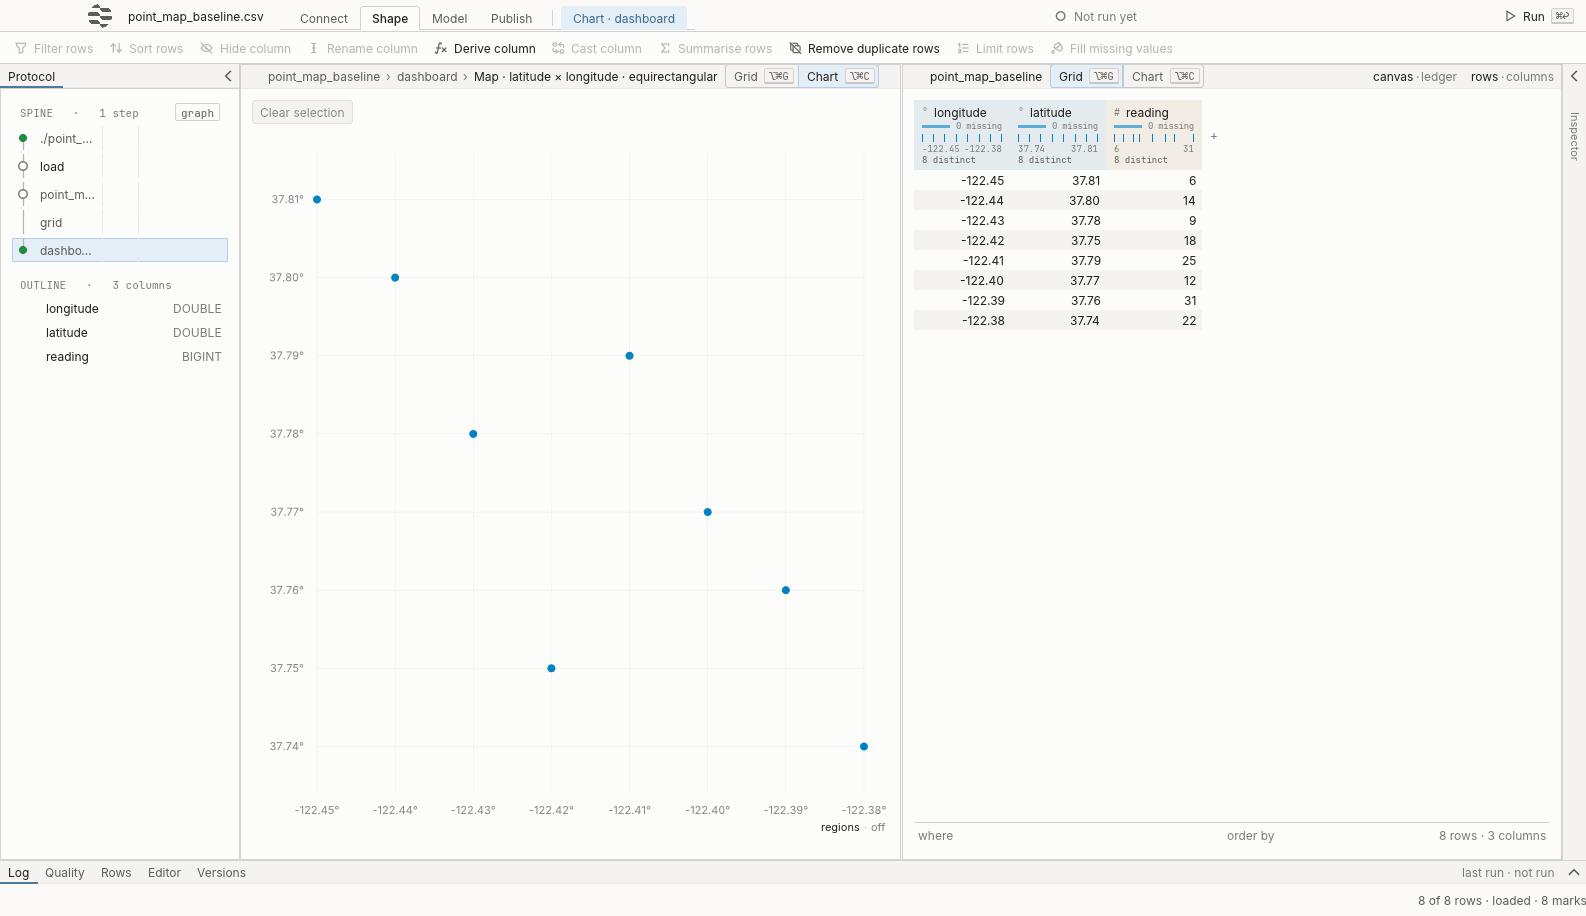 point_map_baseline.csv
Connect
Shape
Model
Publish
Chart · dashboard
Not run yet
Run
Filter rows
Sort rows
Hide column
Rename column
Derive column
Cast column
Summarise rows
Remove duplicate rows
Limit rows
Fill missing values
Protocol
SPINE · 1 step
graph
./point_...
load
point_m...
grid
dashbo...
OUTLINE · 3 columns
longitude DOUBLE
latitude DOUBLE
reading BIGINT
point_map_baseline › dashboard › Map · latitude × longitude · equirectangular
Grid ⌥⌘G
Chart ⌥⌘C
Clear selection
37.81°
37.80°
37.79°
37.78°
37.77°
37.76°
37.75°
37.74°
-122.45° -122.44° -122.43° -122.42° -122.41° -122.40° -122.39° -122.38°
regions · off
point_map_baseline
Grid ⌥⌘G
Chart ⌥⌘C
canvas · ledger
rows · columns
° longitude ° latitude # reading
0 missing 0 missing 0 missing
-122.45 -122.38 37.74 37.81 6 31
8 distinct 8 distinct 8 distinct
+
-122.45 37.81 6
-122.44 37.80 14
-122.43 37.78 9
-122.42 37.75 18
-122.41 37.79 25
-122.40 37.77 12
-122.39 37.76 31
-122.38 37.74 22
where
order by
8 rows · 3 columns
Inspector
Log
Quality
Rows
Editor
Versions
last run · not run
8 of 8 rows · loaded · 8 marks